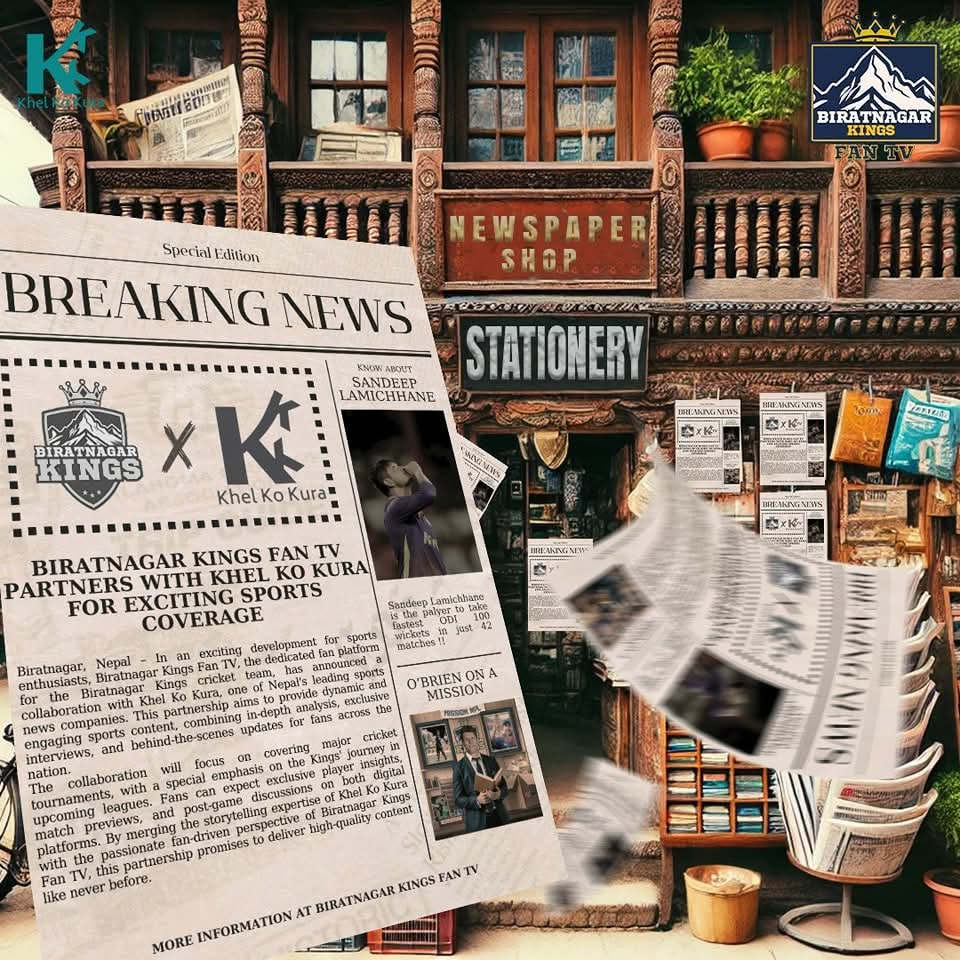 Khel Ko Kura
BIRATNAGAR
KINGS
FAN TV
NEWSPAPER
SHOP
STATIONERY
Special Edition
BREAKING NEWS
BIRATNAGAR
KINGS
X
Khel Ko Kura
BIRATNAGAR KINGS FAN TV
PARTNERS WITH KHEL KO KURA
FOR EXCITING SPORTS
COVERAGE
Biratnagar, Nepal – In an exciting development for sports
enthusiasts, Biratnagar Kings Fan TV, the dedicated fan platform
for the Biratnagar Kings cricket team, has announced a
collaboration with Khel Ko Kura, one of Nepal's leading sports
news companies. This partnership aims to provide dynamic and
engaging sports content, combining in-depth analysis, exclusive
interviews, and behind-the-scenes updates for fans across the
nation.
The collaboration will focus on covering major cricket
tournaments, with a special emphasis on the Kings' journey in
upcoming leagues. Fans can expect exclusive player insights,
match previews, and post-game discussions on both digital
platforms. By merging the storytelling expertise of Khel Ko Kura
with the passionate fan-driven perspective of Biratnagar Kings
Fan TV, this partnership promises to deliver high-quality content
like never before.
KNOW ABOUT
SANDEEP
LAMICHHANE
Sandeep Lamichhane
is the palyer to take
fastest ODI 100
wickets in just 42
matches !!
O'BRIEN ON A
MISSION
MISSION NPL
MORE INFORMATION AT BIRATNAGAR KINGS FAN TV
BREAKING NEWS
BREAKING NEWS
BREAKING NEWS
BREAKING NEWS
BREAKING NEWS